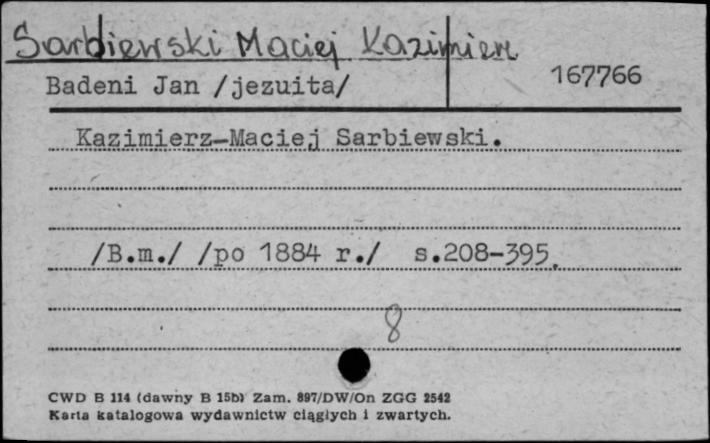 Sarbiewski Maciej Kazimierz
Badeni Jan /jezuita/ 167766
Kazimierz-Maciej Sarbiewski.
/B.m./ /po 1884 r./ s.208-395.
8
CWD B 114 (dawny B 15b) Zam. 897/DW/On ZGG 2542
Karta katalogowa wydawnictw ciągłych i zwartych.